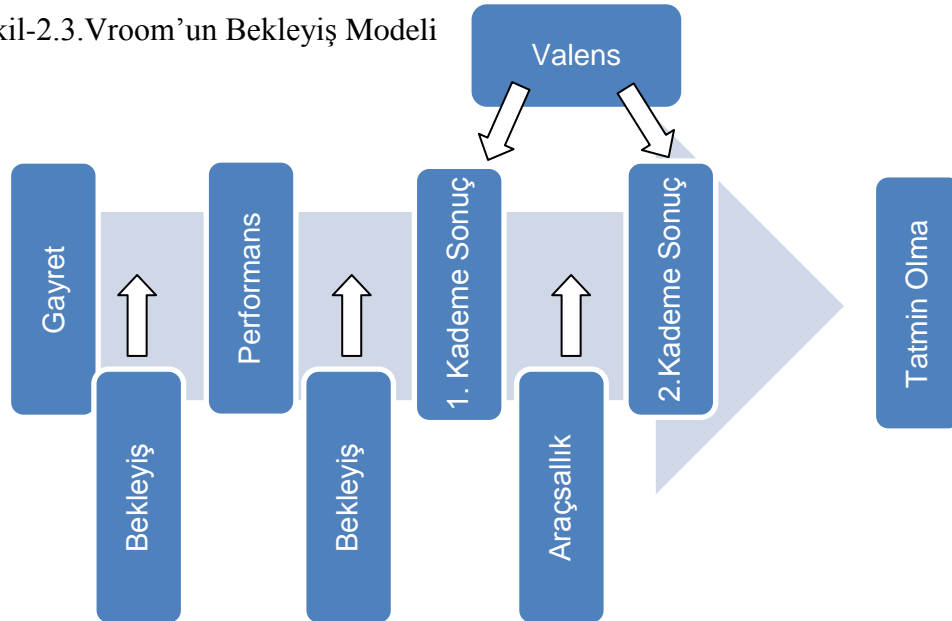 kil-2.3.Vroom’un Bekleyiş Modeli
Valens
Gayret
Performans
1. Kademe Sonuç
2.Kademe Sonuç
Tatmin Olma
Bekleyiş
Bekleyiş
Araçsallık